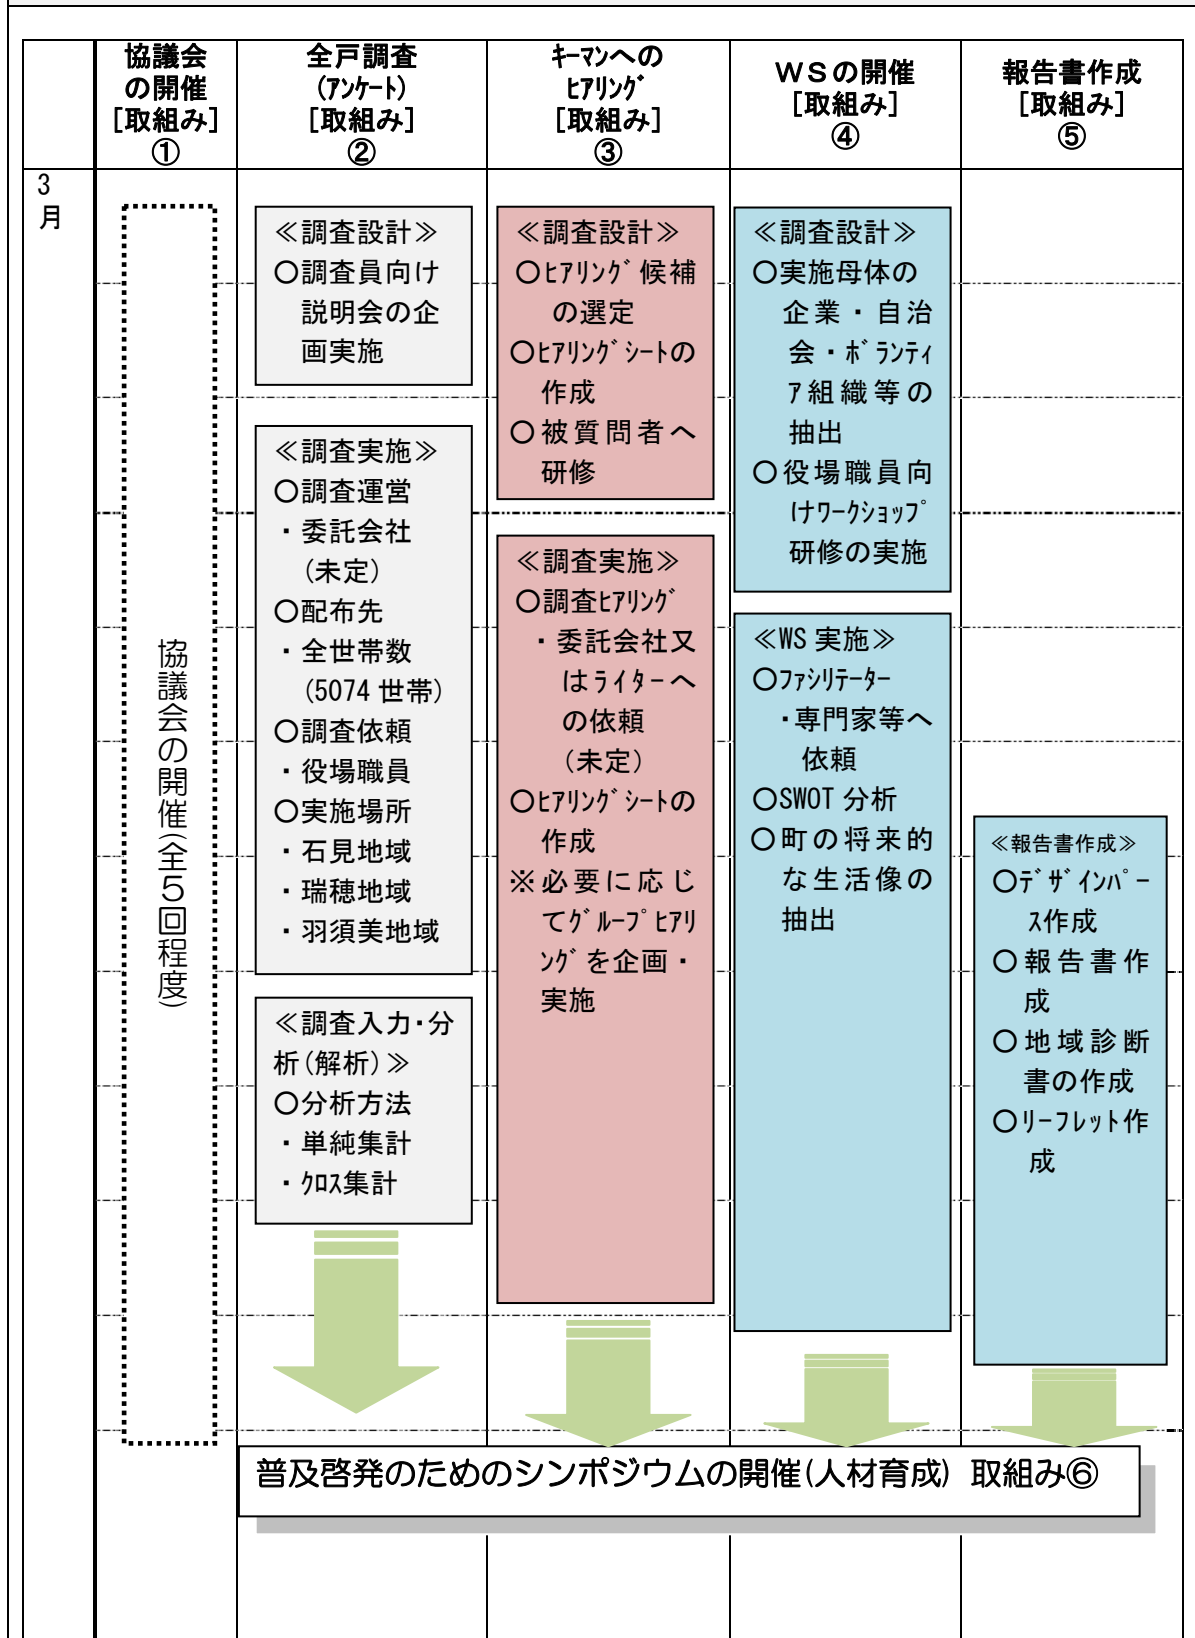 協議会
の開催
[取組み]
①
全戸調査
(ｱﾝｹｰﾄ)
[取組み]
②
ｷｰﾏﾝへの
ﾋｱﾘﾝｸﾞ
[取組み]
③
ＷＳの開催
[取組み]
④
報告書作成
[取組み]
⑤
3
月
協議会の開催(全５回程度)
≪調査設計≫
○調査員向け
説明会の企
画実施
≪調査実施≫
○調査運営
・委託会社
(未定)
○配布先
・全世帯数
(5074 世帯)
○調査依頼
・役場職員
○実施場所
・石見地域
・瑞穂地域
・羽須美地域
≪調査入力・分
析(解析)≫
○分析方法
・単純集計
・ｸﾛｽ集計
≪調査設計≫
○ﾋｱﾘﾝｸﾞ候補
の選定
○ﾋｱﾘﾝｸﾞｼｰﾄの
作成
○被質問者へ
研修
≪調査実施≫
○調査ﾋｱﾘﾝｸﾞ
・委託会社又
はﾗｲﾀｰへ
の依頼
(未定)
○ﾋｱﾘﾝｸﾞｼｰﾄの
作成
※必要に応じ
てｸﾞﾙｰﾌﾟﾋｱﾘ
ﾝｸﾞを企画・
実施
≪調査設計≫
○実施母体の
企業・自治
会・ﾎﾞﾗﾝﾃｨ
ｱ組織等の
抽出
○役場職員向
けﾜｰｸｼｮｯﾌﾟ
研修の実施
≪WS 実施≫
○ﾌｧｼﾘﾃｰﾀｰ
・専門家等へ
依頼
○SWOT 分析
○町の将来的
な生活像の
抽出
≪報告書作成≫
○ﾃﾞｻﾞｲﾝﾊﾟｰ
ｽ作成
○報告書作
成
○地域診断
書の作成
○ﾘｰﾌﾚｯﾄ作
成
普及啓発のためのシンポジウムの開催(人材育成) 取組み⑥